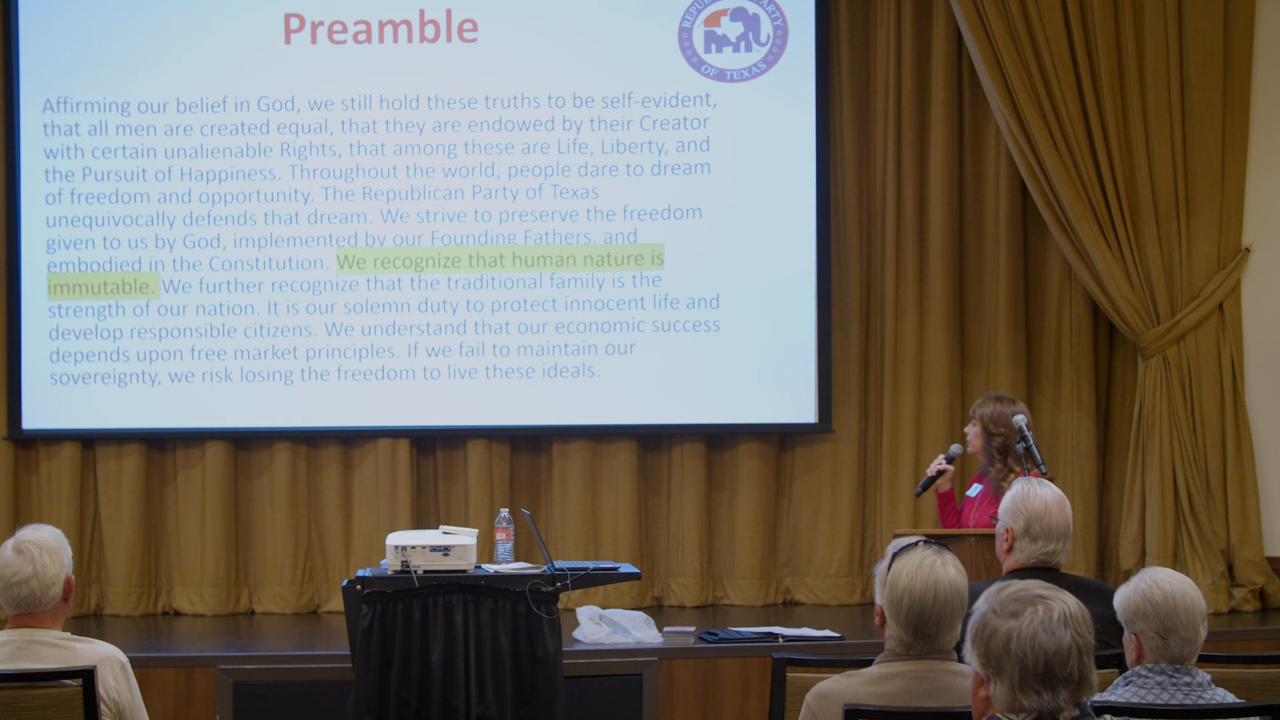 Preamble
REPUBLICAN PARTY
OF TEXAS
Affirming our belief in God, we still hold these truths to be self-evident,
that all men are created equal, that they are endowed by their Creator
with certain unalienable Rights, that among these are Life, Liberty, and
the Pursuit of Happiness. Throughout the world, people dare to dream
of freedom and opportunity. The Republican Party of Texas
unequivocally defends that dream. We strive to preserve the freedom
given to us by God, implemented by our Founding Fathers, and
embodied in the Constitution. We recognize that human nature is
immutable. We further recognize that the traditional family is the
strength of our nation. It is our solemn duty to protect innocent life and
develop responsible citizens. We understand that our economic success
depends upon free market principles. If we fail to maintain our
sovereignty, we risk losing the freedom to live these ideals.